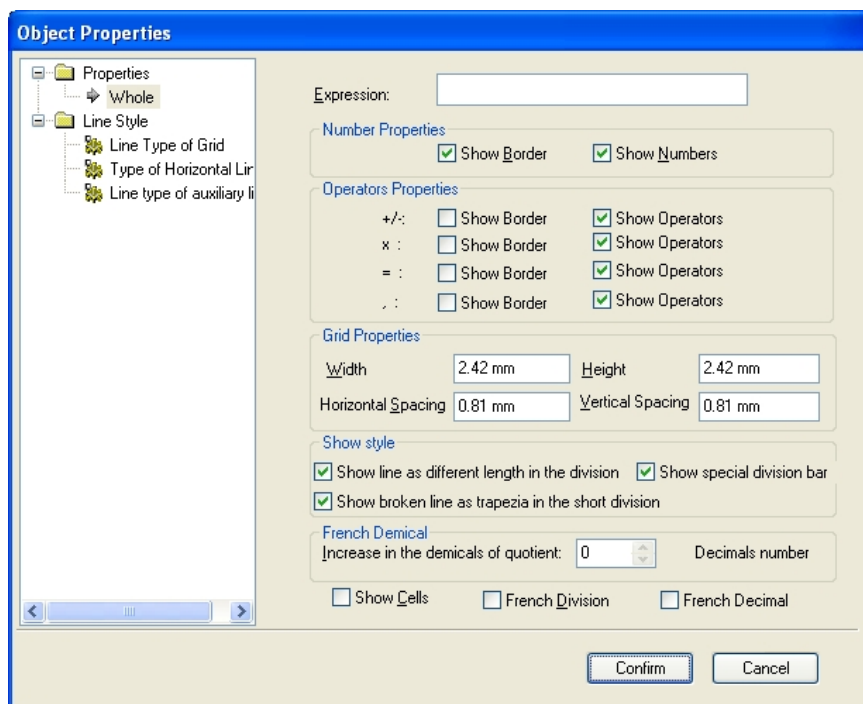 Object Properties
Properties
Whole
Line Style
Line Type of Grid
Type of Horizontal Lir
Line type of auxiliary li
Expression:
Number Properties
Show Border
Show Numbers
Operators Properties
+/-: Show Border Show Operators
x : Show Border Show Operators
= : Show Border Show Operators
, : Show Border Show Operators
Grid Properties
Width 2.42 mm Height 2.42 mm
Horizontal Spacing 0.81 mm Vertical Spacing 0.81 mm
Show style
Show line as different length in the division Show special division bar
Show broken line as trapezia in the short division
French Demical
Increase in the demicals of quotient: 0 Decimals number
Show Cells French Division French Decimal
Confirm Cancel